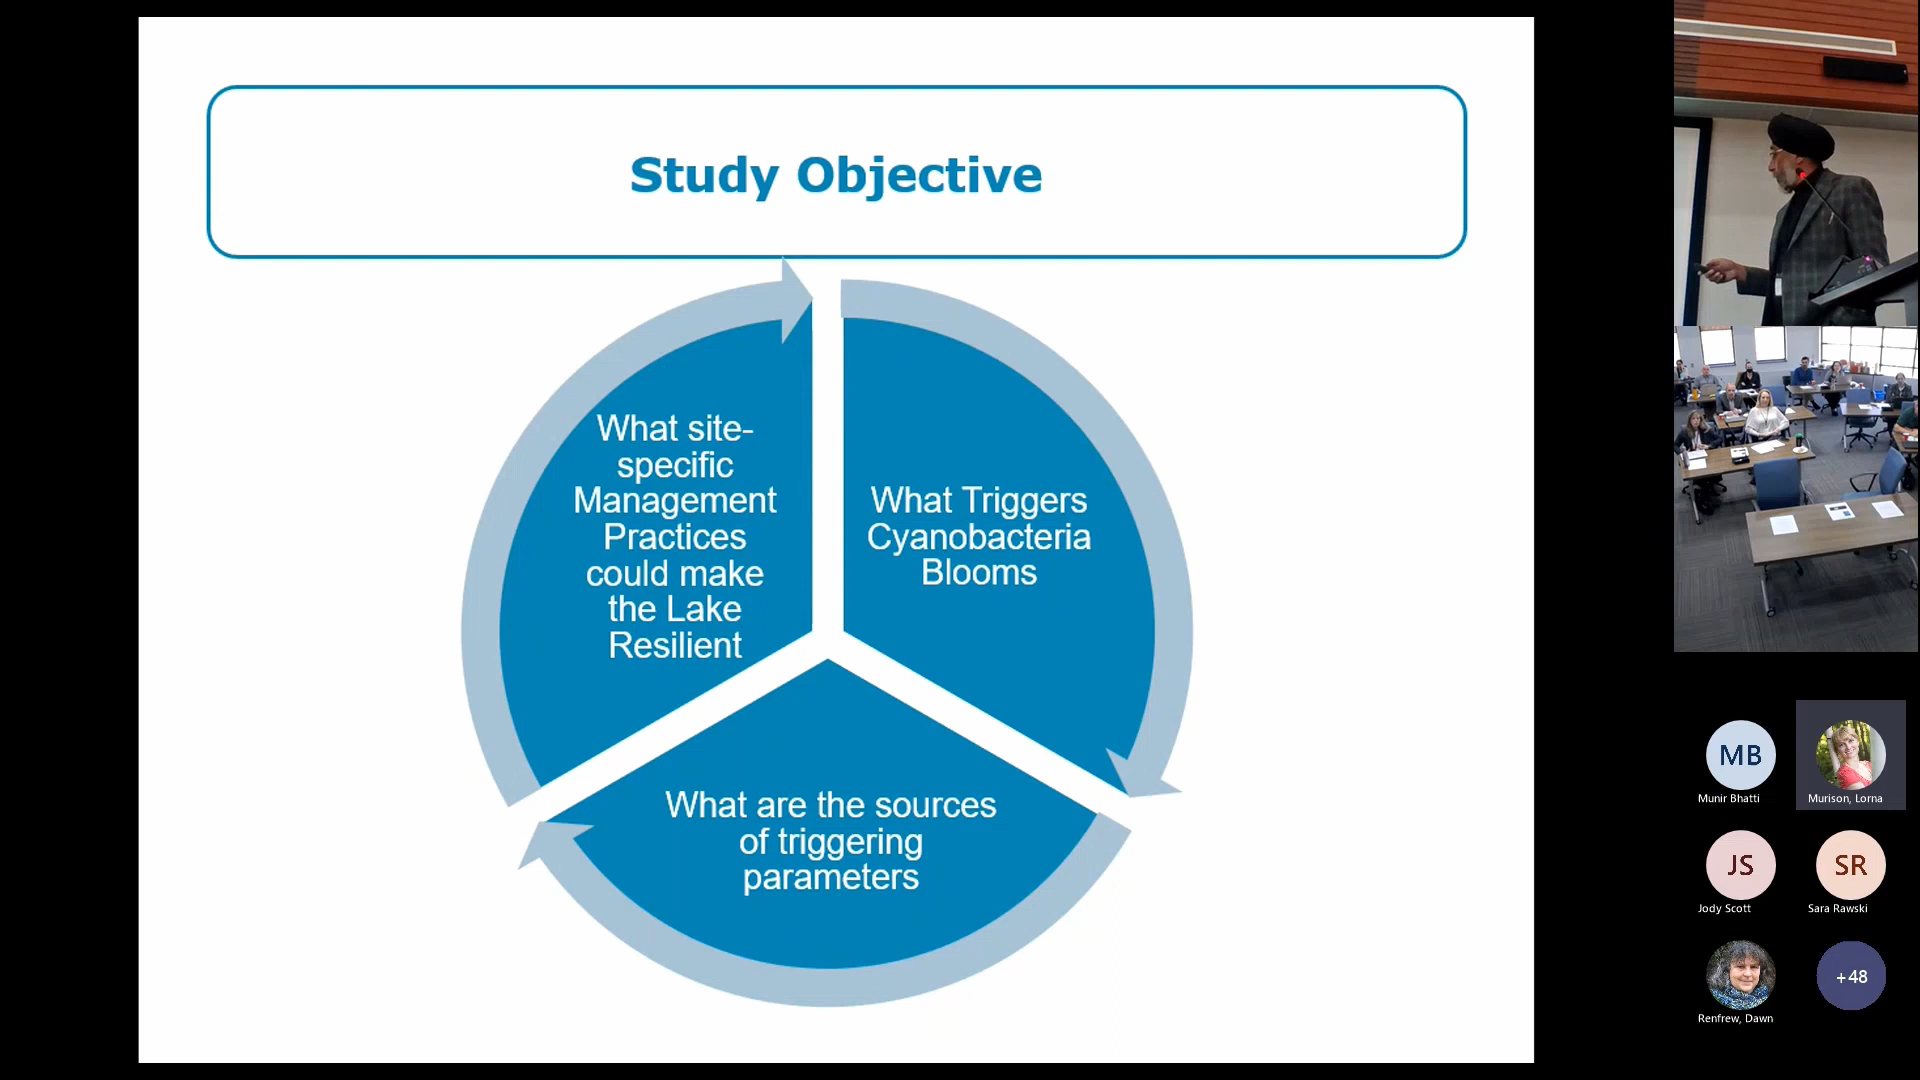 Study Objective
What site-
specific
Management
Practices
could make
the Lake
Resilient
What Triggers
Cyanobacteria
Blooms
What are the sources
of triggering
parameters
MB
Munir Bhatti
Murison, Lorna
JS
Jody Scott
SR
Sara Rawski
Renfrew, Dawn
+48